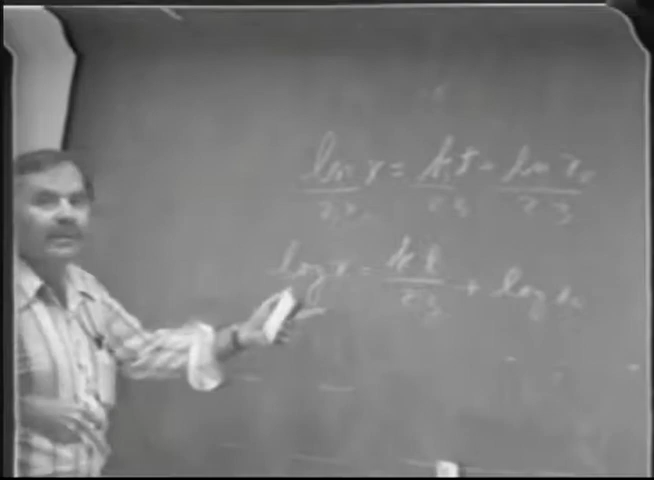 ln x = kt + ln x₀
2.3 2.3 2.3
log x = kt + log x₀
2.3